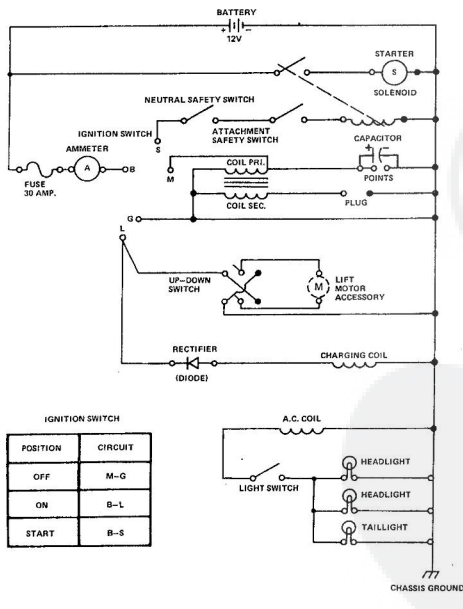 BATTERY
+ −
12V
STARTER
S
SOLENOID
NEUTRAL SAFETY SWITCH
IGNITION SWITCH
ATTACHMENT
SAFETY SWITCH
S
CAPACITOR
+ −
AMMETER
COIL PRI.
A
B
M
POINTS
FUSE
30 AMP.
COIL SEC.
PLUG
G
L
UP-DOWN
SWITCH
M
LIFT
MOTOR
ACCESSORY
RECTIFIER
CHARGING COIL
(DIODE)
IGNITION SWITCH
POSITION CIRCUIT
OFF M–G
ON B–L
START B–S
A.C. COIL
HEADLIGHT
LIGHT SWITCH
HEADLIGHT
TAILLIGHT
CHASSIS GROUND